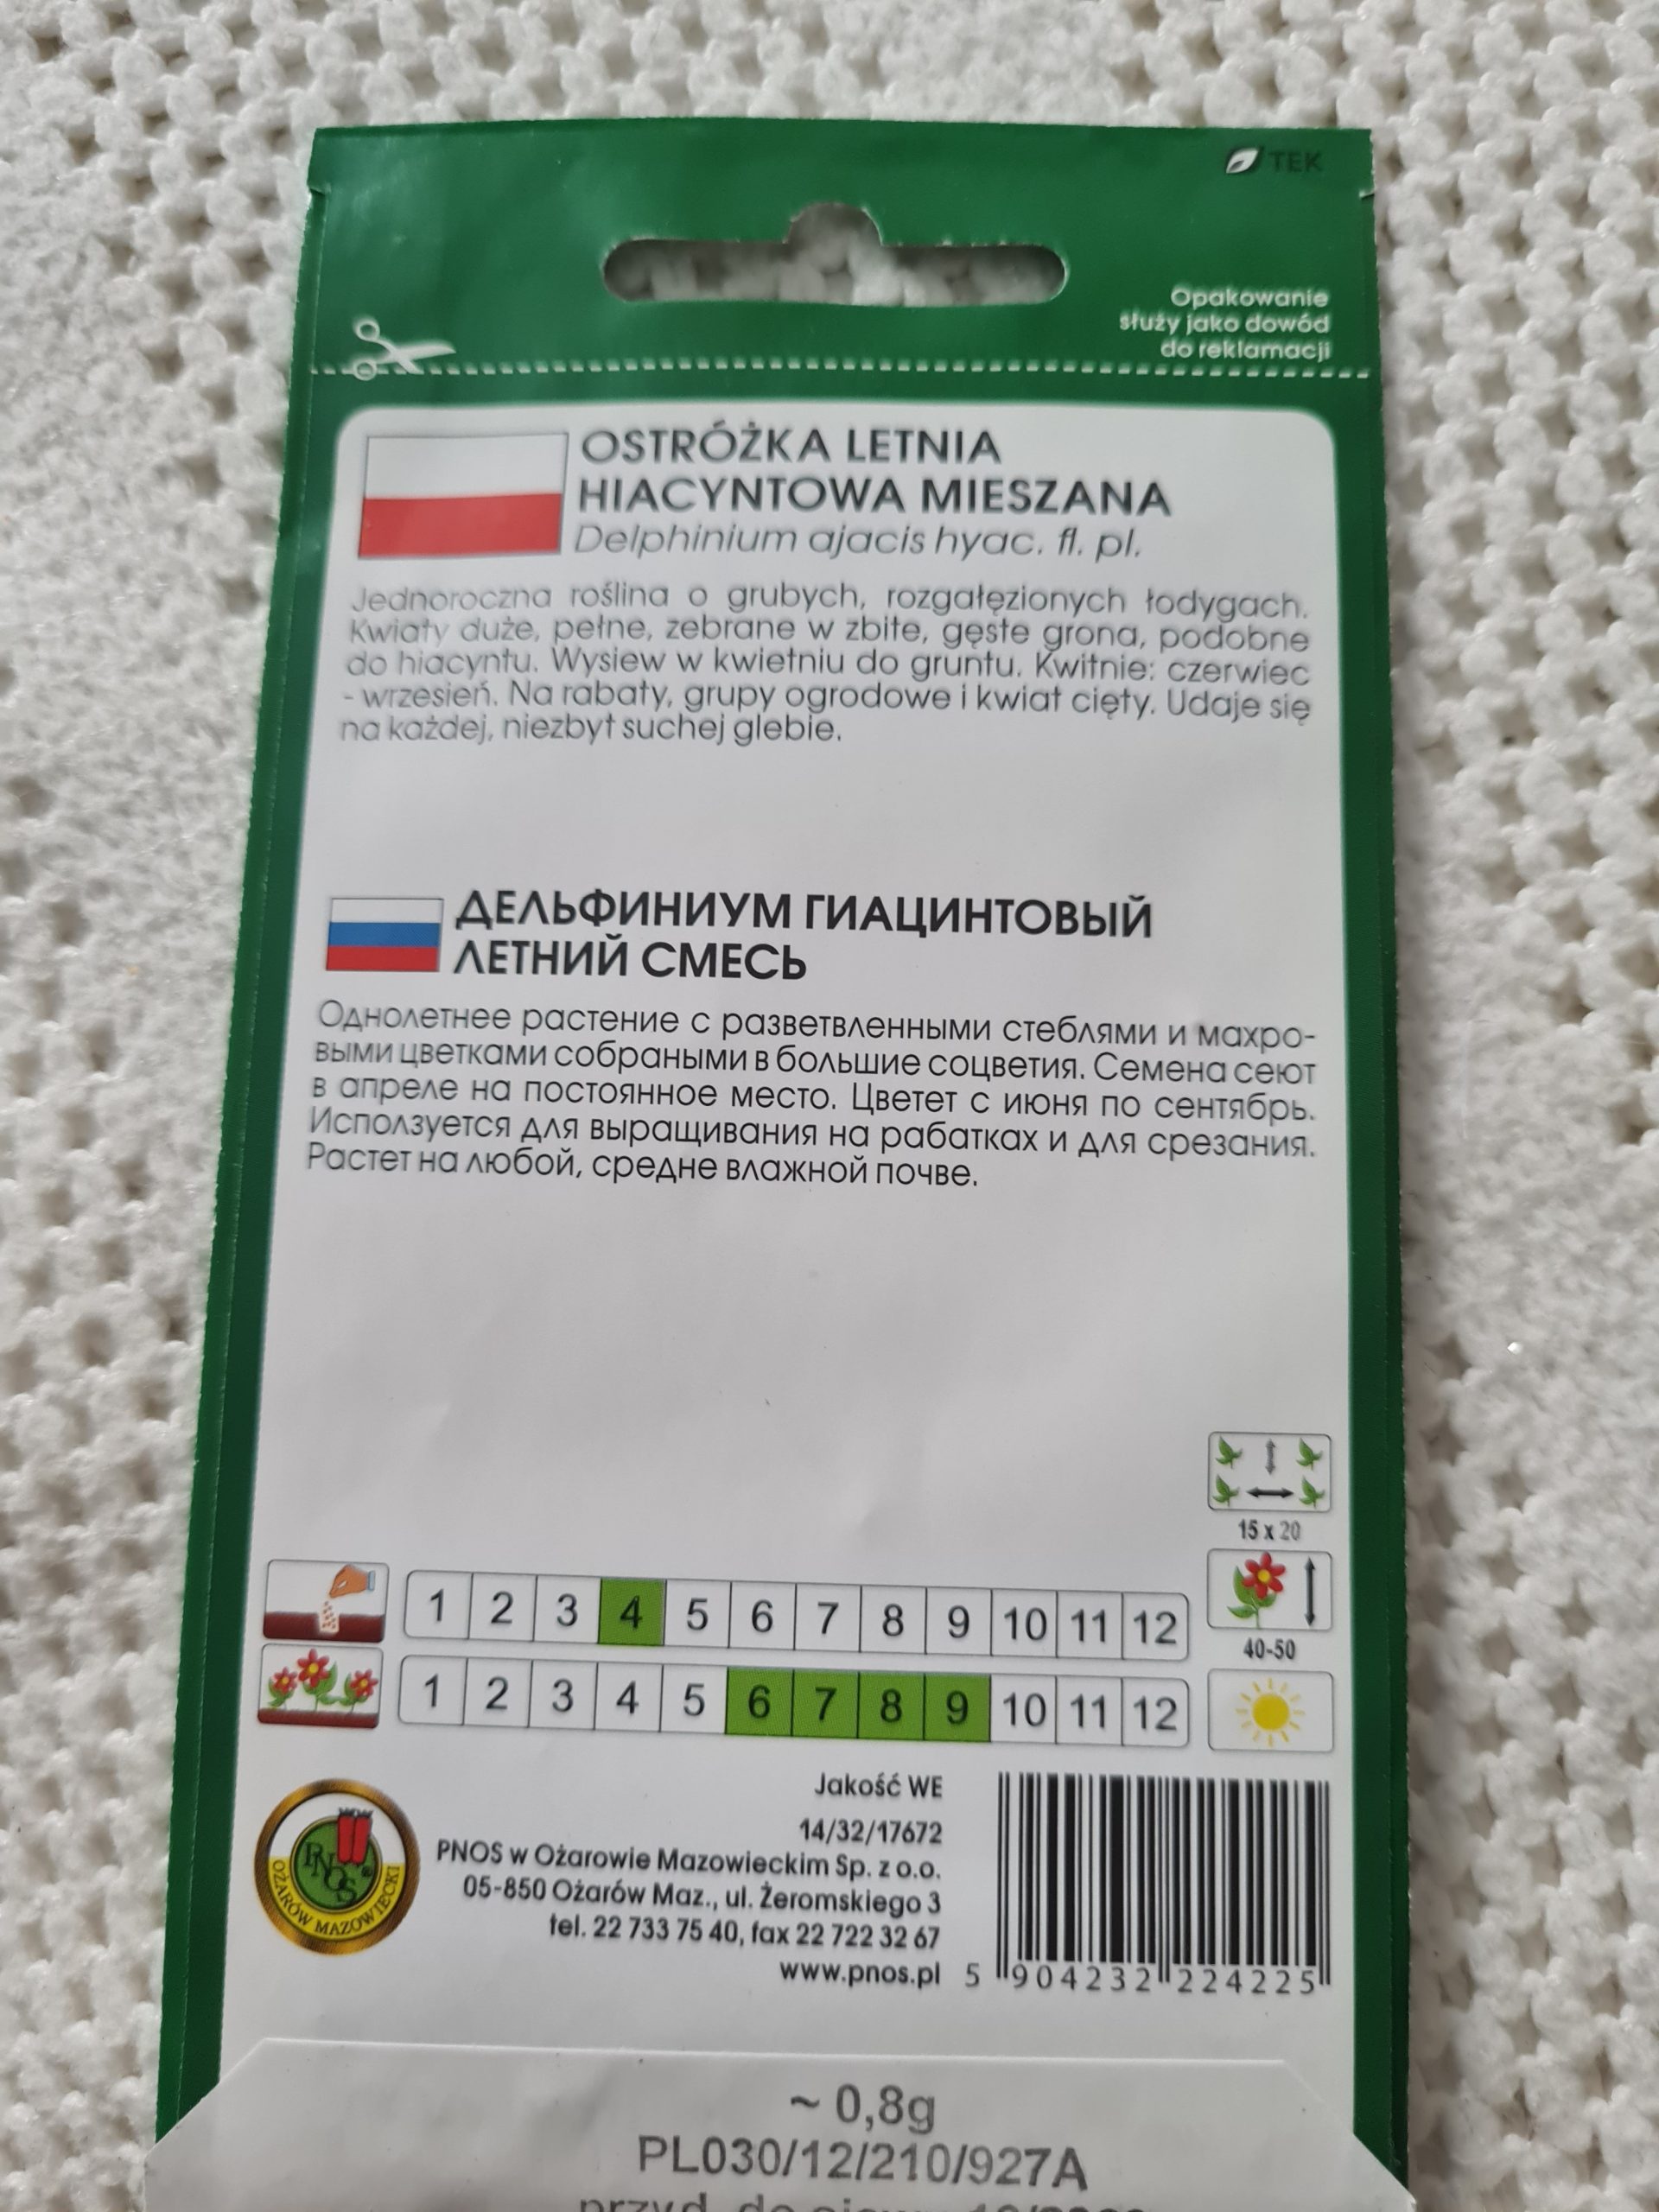 TEK
Opakowanie
służy jako dowód
do reklamacji
OSTRÓŻKA LETNIA
HIACYNTOWA MIESZANA
Delphinium ajacis hyac. fl. pl.
Jednoroczna roślina o grubych, rozgałęzionych łodygach.
Kwiaty duże, pełne, zebrane w zbite, gęste grona, podobne
do hiacyntu. Wysiew w kwietniu do gruntu. Kwitnie: czerwiec
- wrzesień. Na rabaty, grupy ogrodowe i kwiat cięty. Udaje się
na każdej, niezbyt suchej glebie.
ДЕЛЬФИНИУМ ГИАЦИНТОВЫЙ
ЛЕТНИЙ СМЕСЬ
Однолетнее растение с разветвленными стеблями и махро-
выми цветками собраными в большие соцветия. Семена сеют
в апреле на постоянное место. Цветет с июня по сентябрь.
Исползуется для выращивания на рабатках и для срезания.
Растет на любой, средне влажной почве.
15 x 20
1 2 3 4 5 6 7 8 9 10 11 12
40-50
1 2 3 4 5 6 7 8 9 10 11 12
PNOS
OŻARÓW MAZOWIECKI
Jakość WE
14/32/17672
PNOS w Ożarowie Mazowieckim Sp. z o.o.
05-850 Ożarów Maz., ul. Żeromskiego 3
tel. 22 733 75 40, fax 22 722 32 67
www.pnos.pl
5 904232 224225
~ 0,8g
PL030/12/210/927A